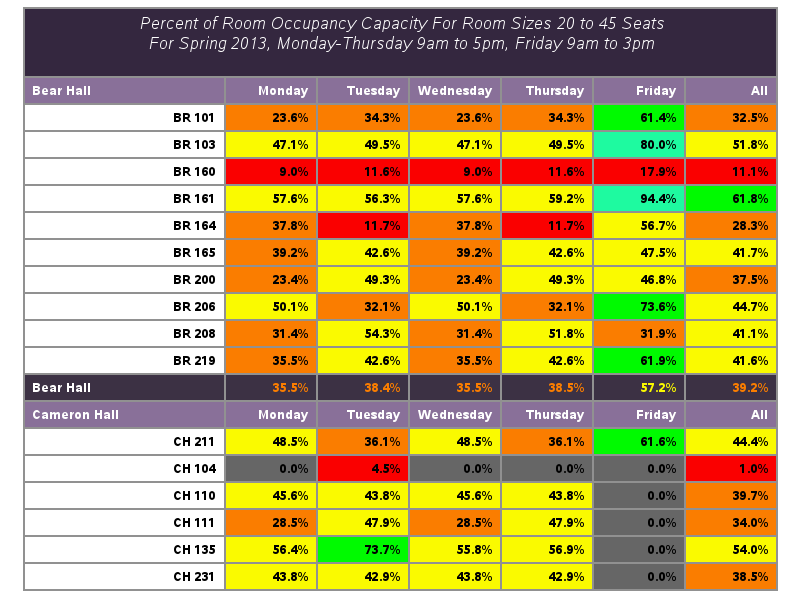 Percent of Room Occupancy Capacity For Room Sizes 20 to 45 Seats
For Spring 2013, Monday-Thursday 9am to 5pm, Friday 9am to 3pm
Bear Hall Monday Tuesday Wednesday Thursday Friday All
BR 101 23.6% 34.3% 23.6% 34.3% 61.4% 32.5%
BR 103 47.1% 49.5% 47.1% 49.5% 80.0% 51.8%
BR 160 9.0% 11.6% 9.0% 11.6% 17.9% 11.1%
BR 161 57.6% 56.3% 57.6% 59.2% 94.4% 61.8%
BR 164 37.8% 11.7% 37.8% 11.7% 56.7% 28.3%
BR 165 39.2% 42.6% 39.2% 42.6% 47.5% 41.7%
BR 200 23.4% 49.3% 23.4% 49.3% 46.8% 37.5%
BR 206 50.1% 32.1% 50.1% 32.1% 73.6% 44.7%
BR 208 31.4% 54.3% 31.4% 51.8% 31.9% 41.1%
BR 219 35.5% 42.6% 35.5% 42.6% 61.9% 41.6%
Bear Hall 35.5% 38.4% 35.5% 38.5% 57.2% 39.2%
Cameron Hall Monday Tuesday Wednesday Thursday Friday All
CH 211 48.5% 36.1% 48.5% 36.1% 61.6% 44.4%
CH 104 0.0% 4.5% 0.0% 0.0% 0.0% 1.0%
CH 110 45.6% 43.8% 45.6% 43.8% 0.0% 39.7%
CH 111 28.5% 47.9% 28.5% 47.9% 0.0% 34.0%
CH 135 56.4% 73.7% 55.8% 56.9% 0.0% 54.0%
CH 231 43.8% 42.9% 43.8% 42.9% 0.0% 38.5%